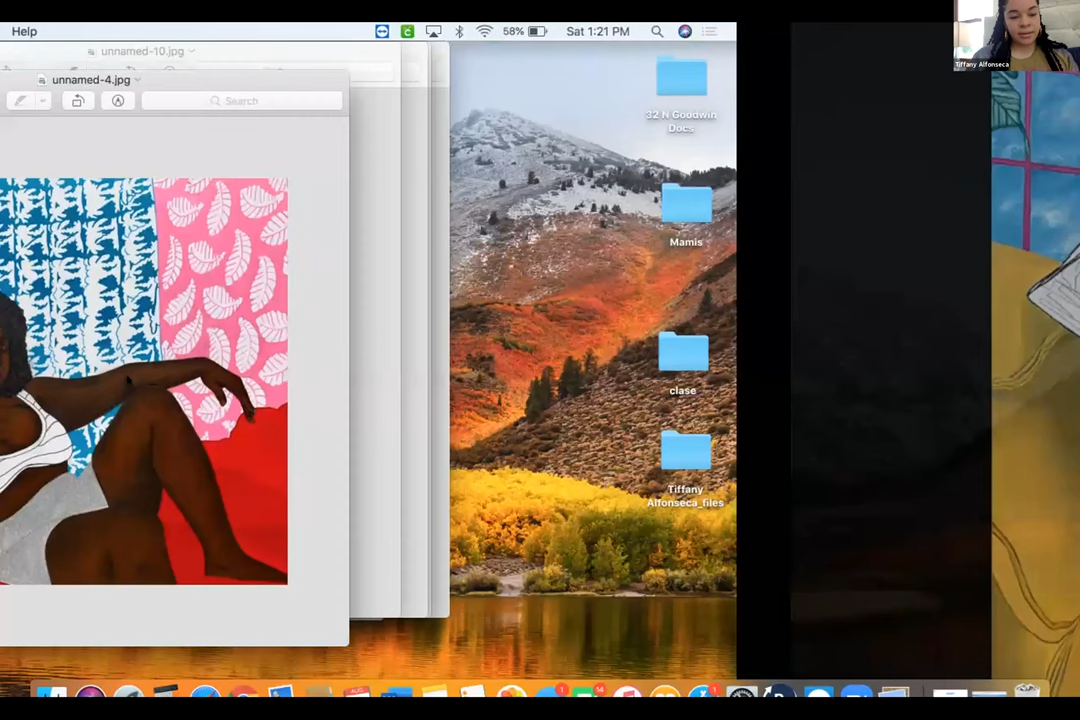 Help
58%
Sat 1:21 PM
Tiffany Alfonseca
unnamed-10.jpg
unnamed-4.jpg
Search
32 N Goodwin
Docs
Mamis
clase
Tiffany
Alfonseca_files